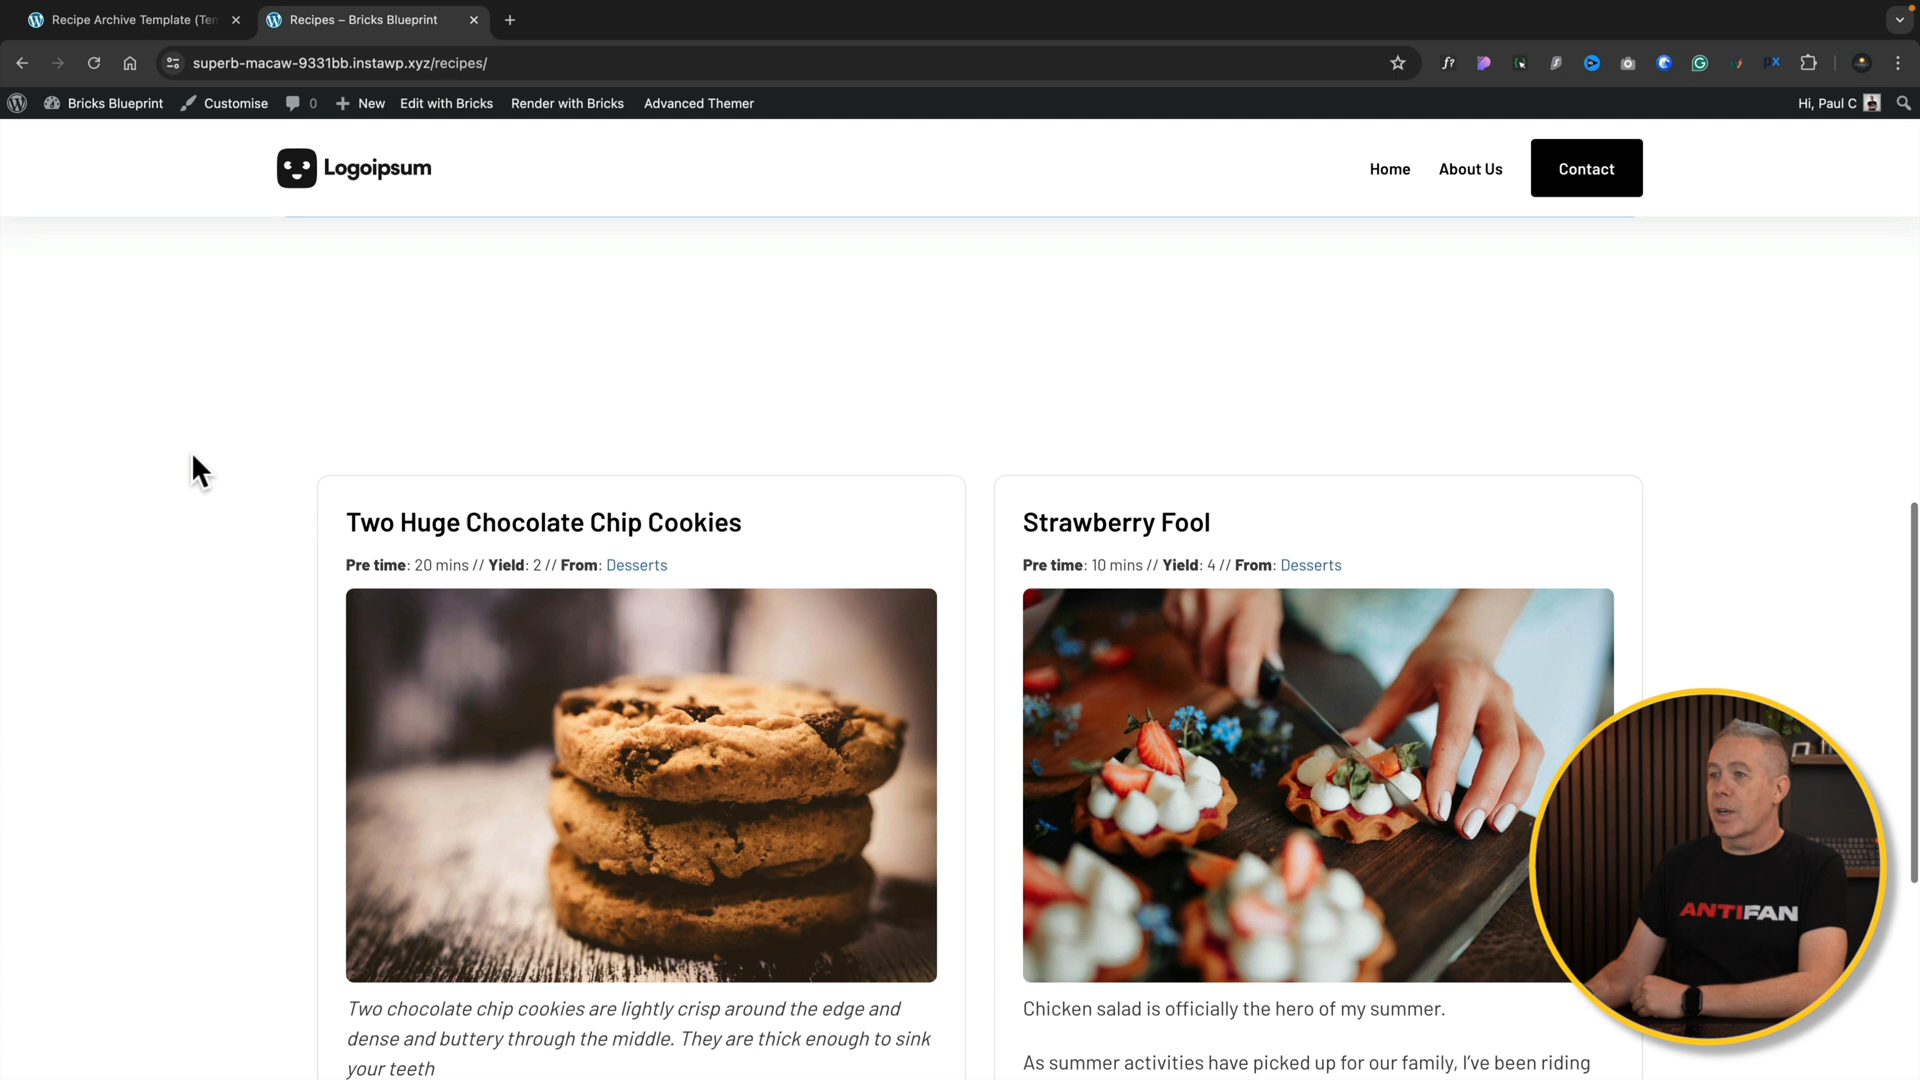 Recipe Archive Template (Ten
Recipes – Bricks Blueprint
superb-macaw-9331bb.instawp.xyz/recipes/
Bricks Blueprint
Customise
0
New
Edit with Bricks
Render with Bricks
Advanced Themer
Hi, Paul C
Logoipsum
Home
About Us
Contact
Two Huge Chocolate Chip Cookies
Pre time: 20 mins // Yield: 2 // From: Desserts
Two chocolate chip cookies are lightly crisp around the edge and
dense and buttery through the middle. They are thick enough to sink
your teeth
Strawberry Fool
Pre time: 10 mins // Yield: 4 // From: Desserts
Chicken salad is officially the hero of my summer.
As summer activities have picked up for our family, I've been riding
ANTIFAN